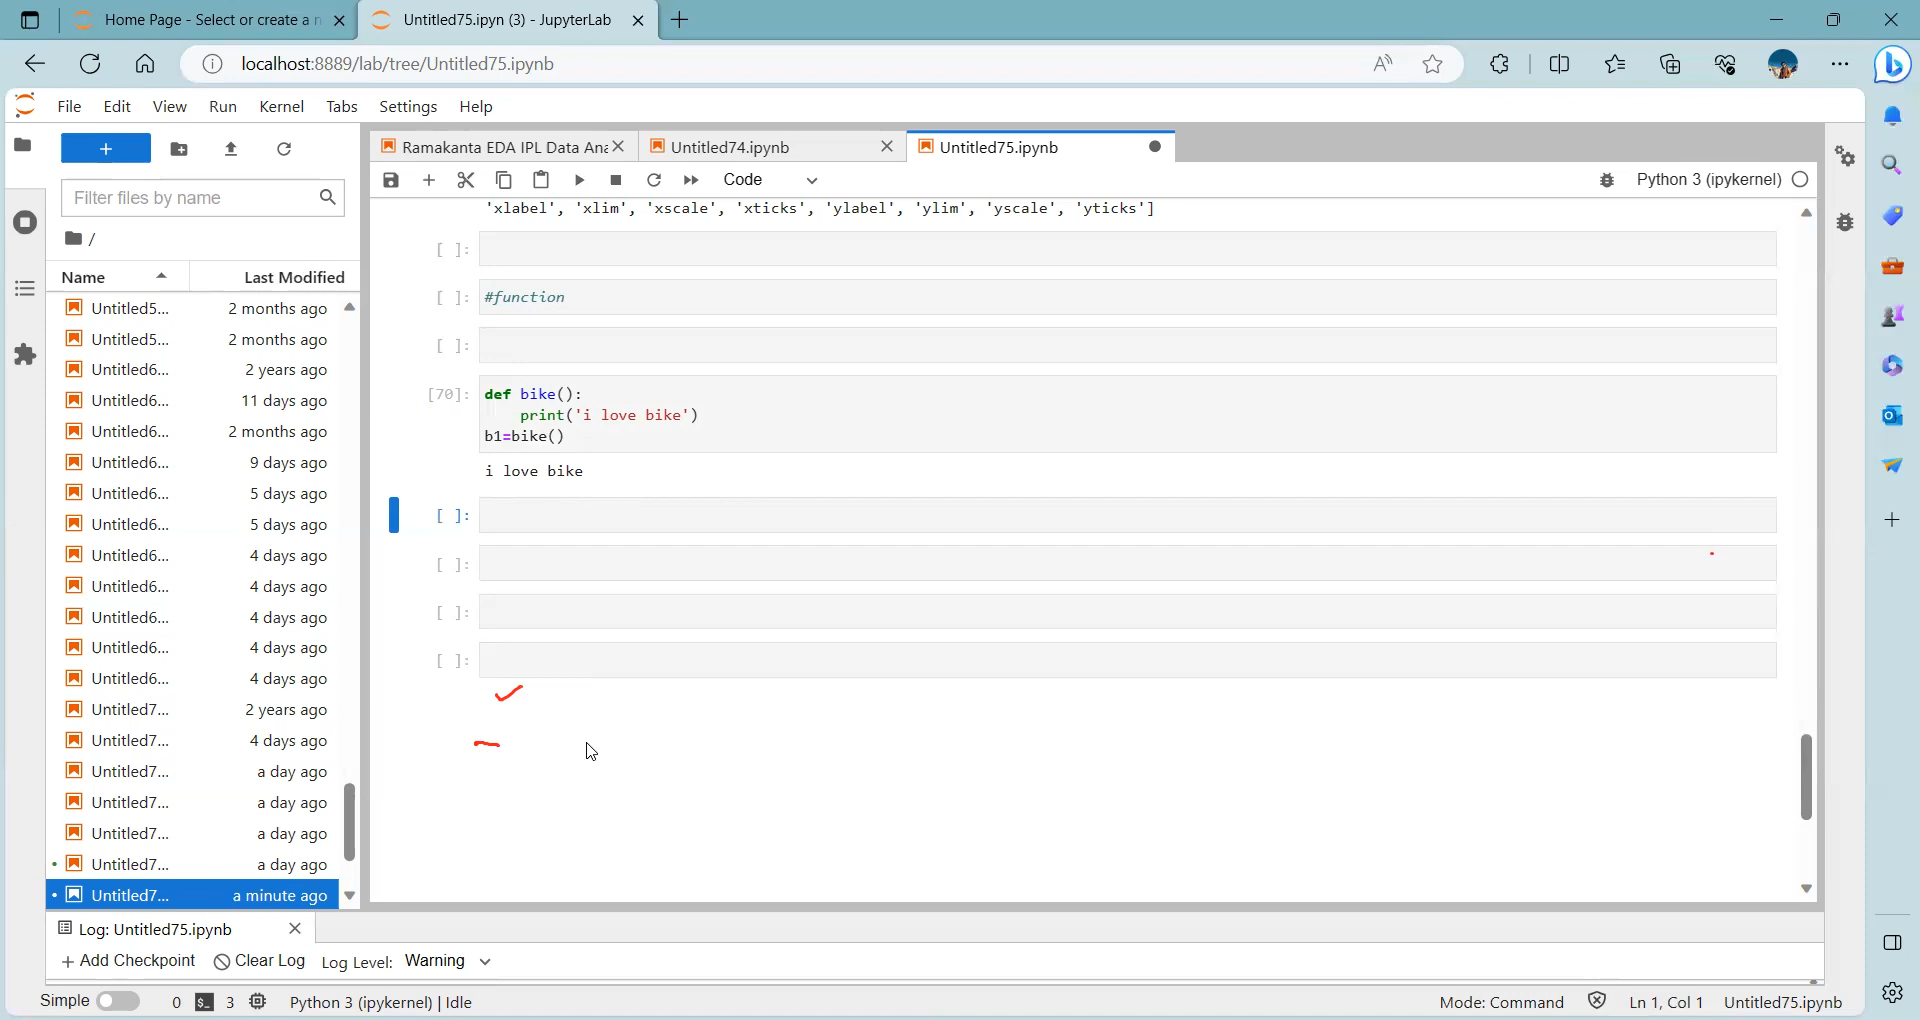 Home Page - Select or create a n
Untitled75.ipyn (3) - JupyterLab
localhost:8889/lab/tree/Untitled75.ipynb
File Edit View Run Kernel Tabs Settings Help
Ramakanta EDA IPL Data Ana
Untitled74.ipynb
Untitled75.ipynb
Code
Python 3 (ipykernel)
Filter files by name
/
Name Last Modified
Untitled5... 2 months ago
Untitled5... 2 months ago
Untitled6... 2 years ago
Untitled6... 11 days ago
Untitled6... 2 months ago
Untitled6... 9 days ago
Untitled6... 5 days ago
Untitled6... 5 days ago
Untitled6... 4 days ago
Untitled6... 4 days ago
Untitled6... 4 days ago
Untitled6... 4 days ago
Untitled6... 4 days ago
Untitled7... 2 years ago
Untitled7... 4 days ago
Untitled7... a day ago
Untitled7... a day ago
Untitled7... a day ago
Untitled7... a day ago
Untitled7... a minute ago
'xlabel', 'xlim', 'xscale', 'xticks', 'ylabel', 'ylim', 'yscale', 'yticks']
[ ]:
[ ]: #function
[ ]:
[70]: def bike():
print('i love bike')
b1=bike()
i love bike
[ ]:
[ ]:
[ ]:
[ ]:
Log: Untitled75.ipynb
+ Add Checkpoint Clear Log Log Level: Warning
Simple 0 $_ 3 Python 3 (ipykernel) | Idle Mode: Command Ln 1, Col 1 Untitled75.ipynb